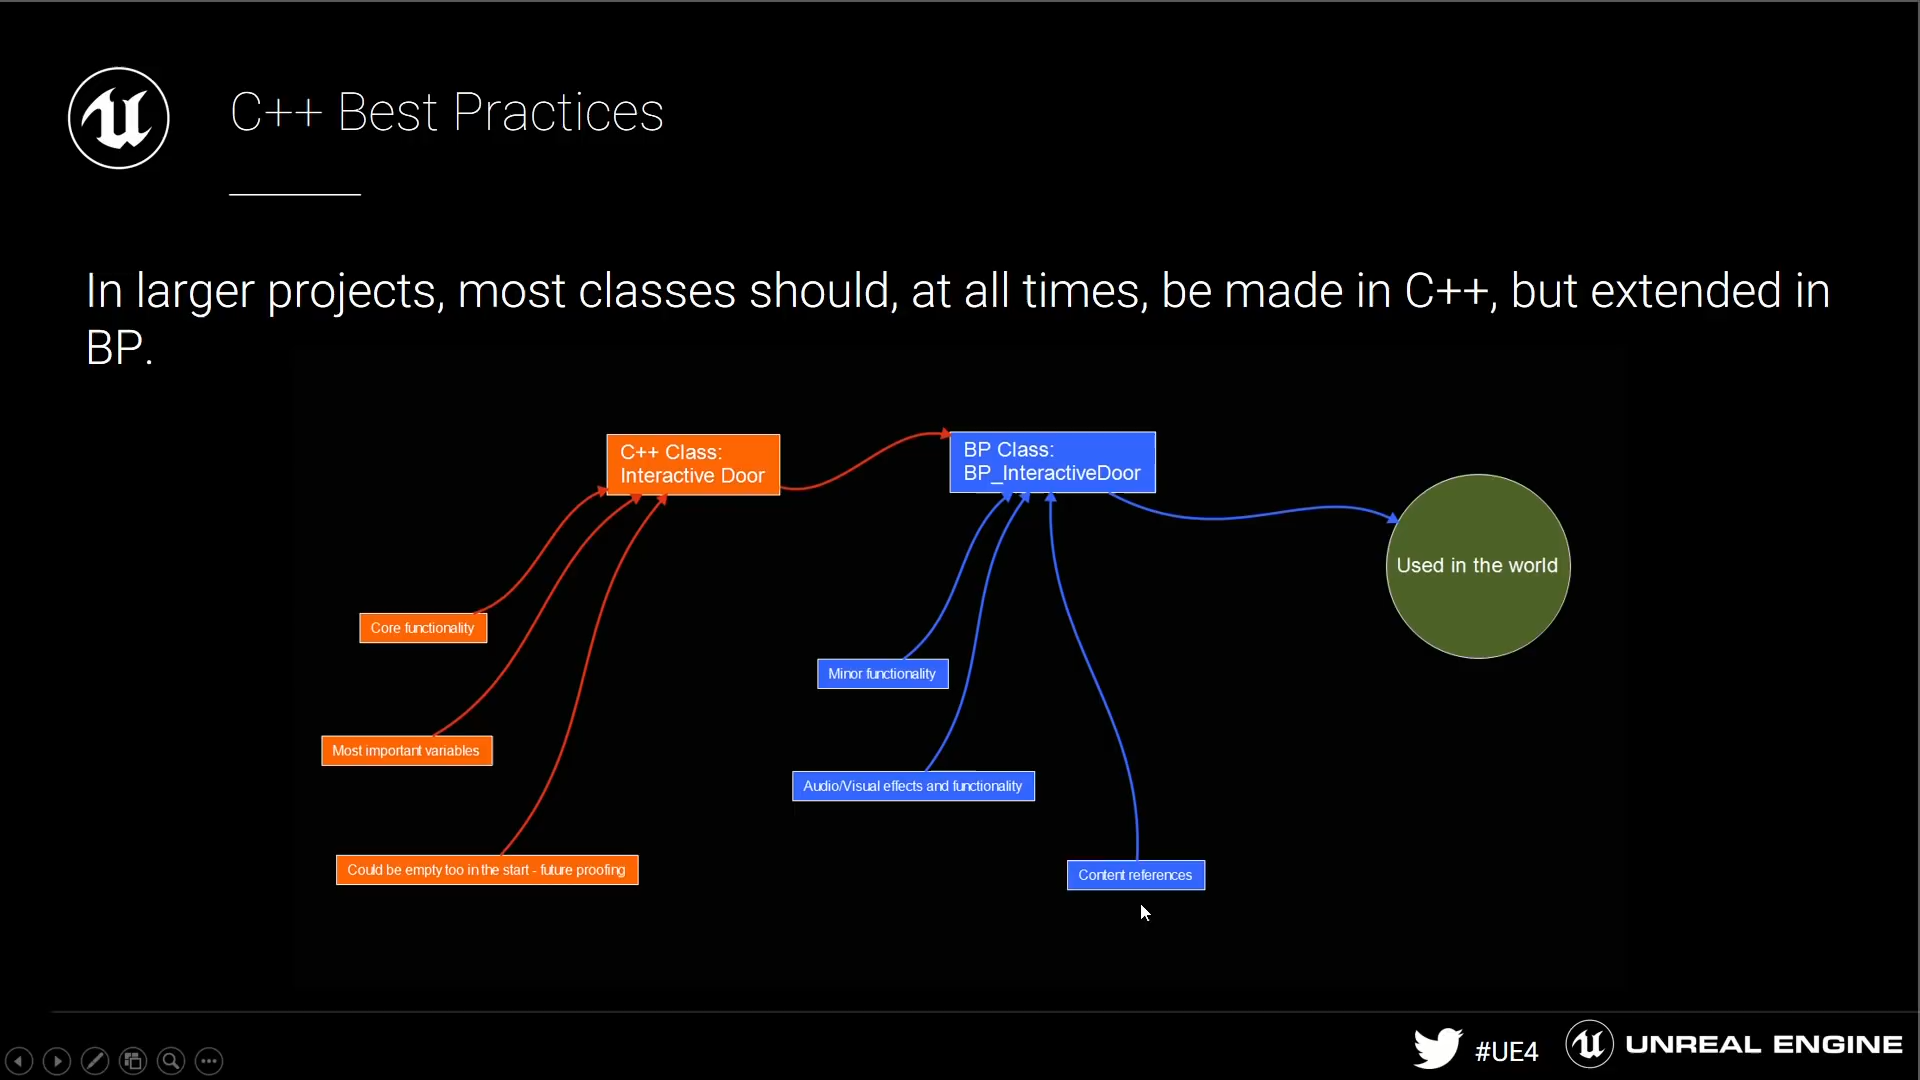 C++ Best Practices
In larger projects, most classes should, at all times, be made in C++, but extended in
BP.
C++ Class:
Interactive Door
BP Class:
BP_InteractiveDoor
Used in the world
Core functionality
Minor functionality
Most important variables
Audio/Visual effects and functionality
Could be empty too in the start - future proofing
Content references
#UE4
UNREAL ENGINE